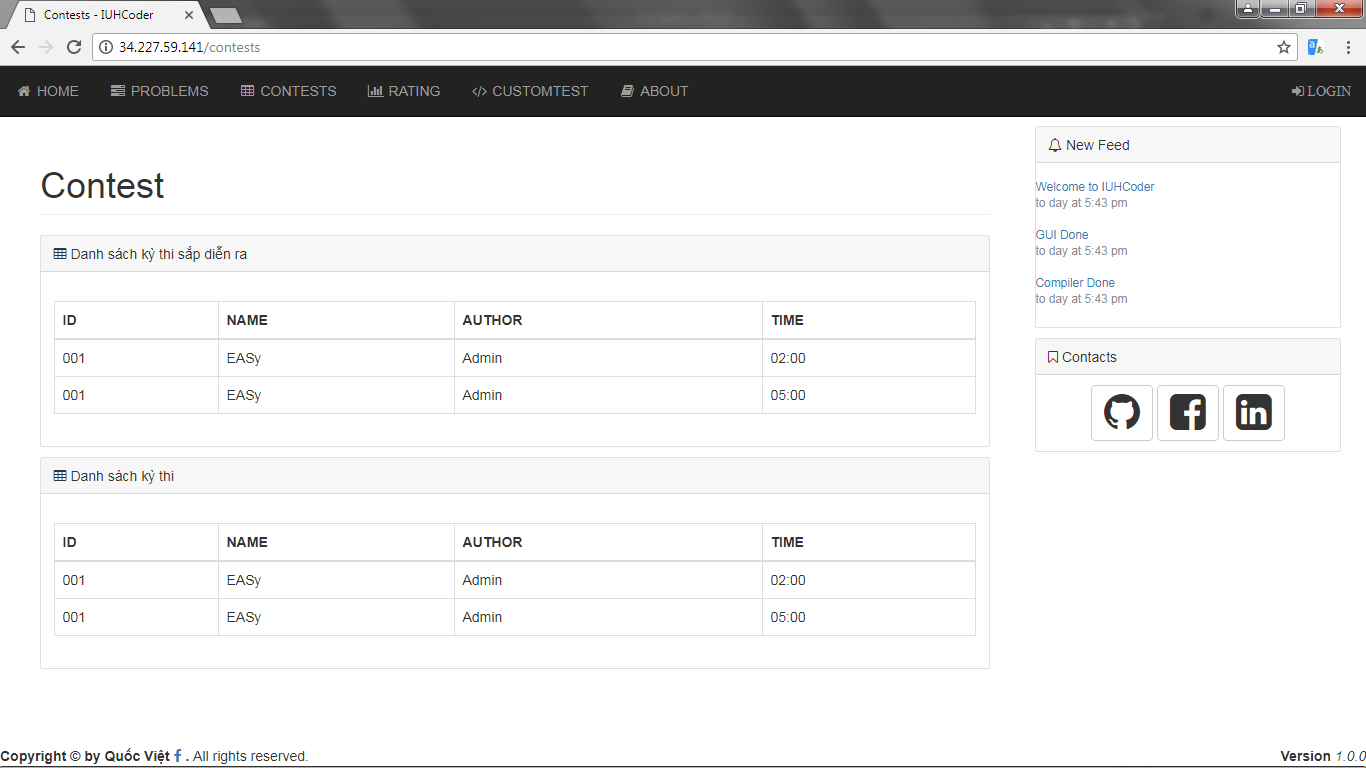 Contests - IUHCoder
34.227.59.141/contests
HOME PROBLEMS CONTESTS RATING CUSTOMTEST ABOUT LOGIN
Contest
Danh sách kỳ thi sắp diễn ra
ID NAME AUTHOR TIME
001 EASy Admin 02:00
001 EASy Admin 05:00
Danh sách kỳ thi
ID NAME AUTHOR TIME
001 EASy Admin 02:00
001 EASy Admin 05:00
New Feed
Welcome to IUHCoder
to day at 5:43 pm
GUI Done
to day at 5:43 pm
Compiler Done
to day at 5:43 pm
Contacts
Copyright © by Quốc Việt . All rights reserved. Version 1.0.0